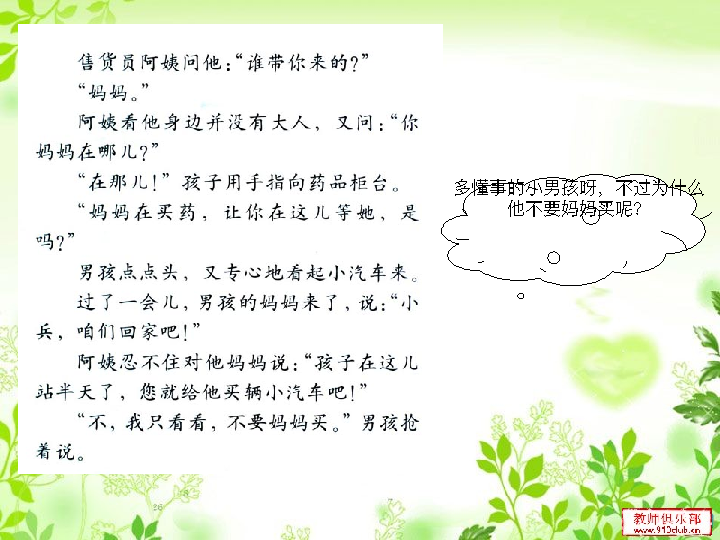 售货员阿姨问他:“谁带你来的?”
“妈妈。”
阿姨看他身边并没有大人，又问:“你
妈妈在哪儿?”
“在那儿!”孩子用手指向药品柜台。
“妈妈在买药，让你在这儿等她，是
吗?”
男孩点点头，又专心地看起小汽车来。
过了一会儿，男孩的妈妈来了，说:“小
兵，咱们回家吧!”
阿姨忍不住对他妈妈说:“孩子在这儿
站半天了，您就给他买辆小汽车吧!”
“不，我只看看，不要妈妈买。”男孩抢
着说。
多懂事的小男孩呀，不过为什么
他不要妈妈买呢?
教师俱乐部
www.910club.cn